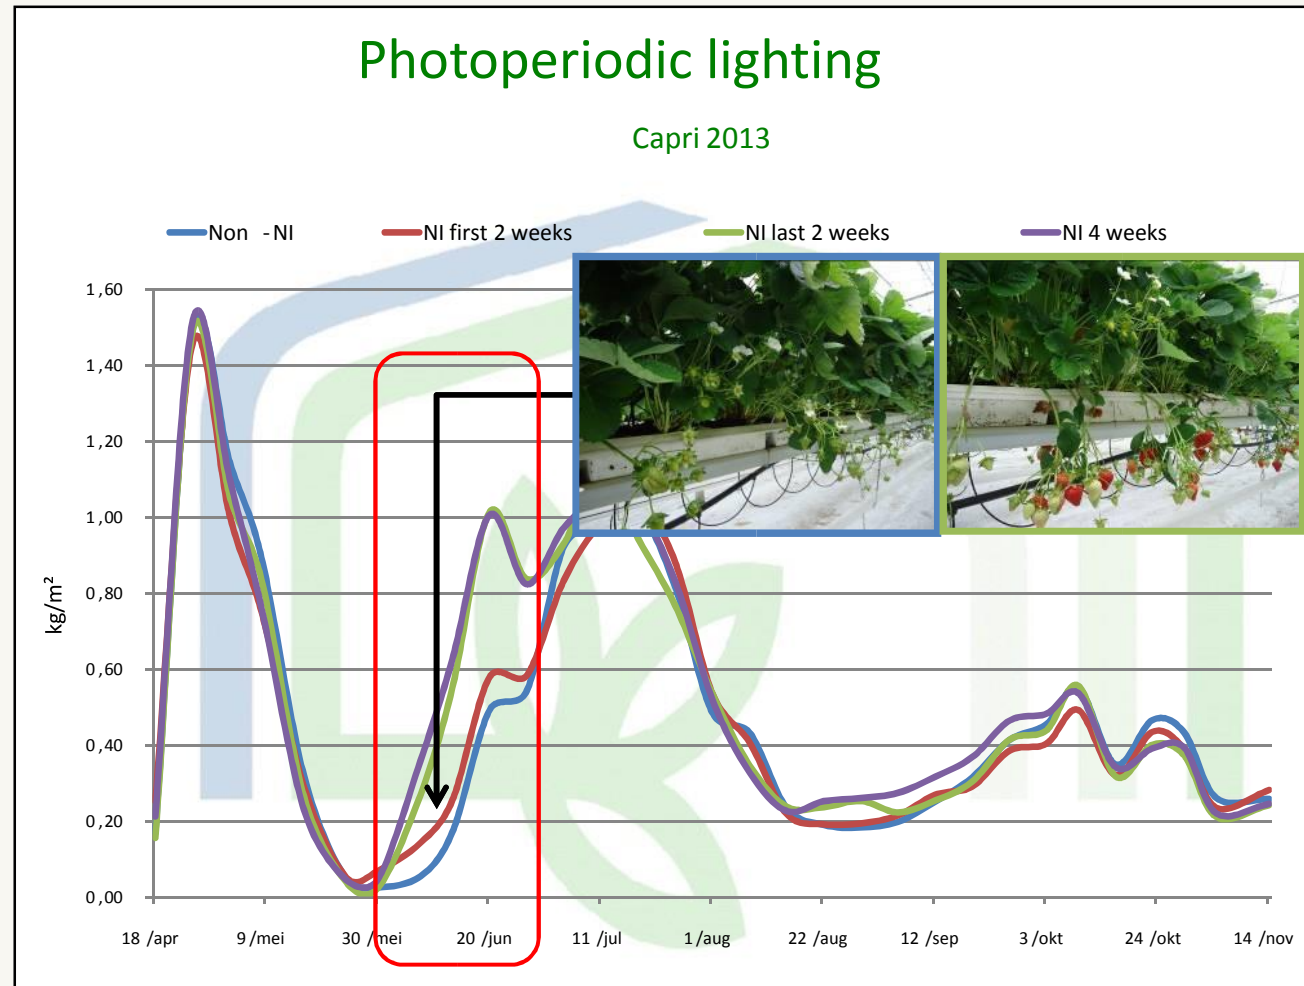 Photoperiodic lighting
Capri 2013
Non - NI NI first 2 weeks NI last 2 weeks NI 4 weeks
1,60
1,40
1,20
1,00
0,80
0,60
0,40
0,20
0,00
kg/m²
18 /apr 9 /mei 30 /mei 20 /jun 11 /jul 1 /aug 22 /aug 12 /sep 3 /okt 24 /okt 14 /nov